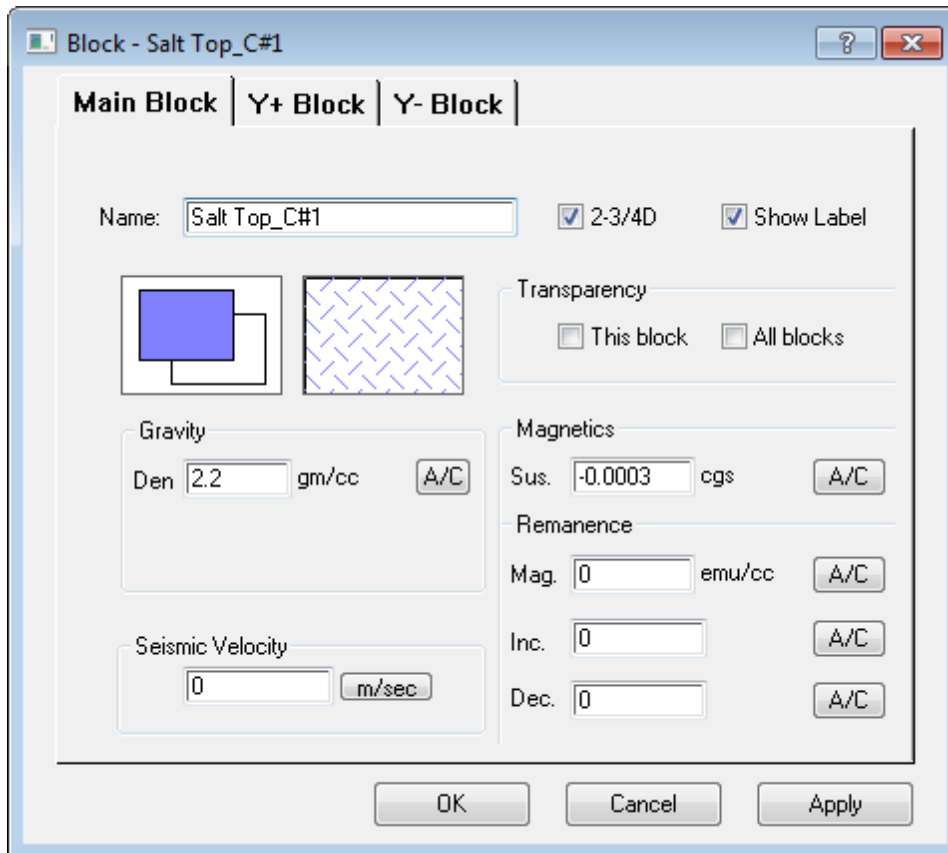 Block - Salt Top_C#1
Main Block Y+ Block Y- Block
Name: Salt Top_C#1 2-3/4D Show Label
Transparency
This block All blocks
Gravity
Den 2.2 gm/cc A/C
Magnetics
Sus. -0.0003 cgs A/C
Remanence
Mag. 0 emu/cc A/C
Inc. 0 A/C
Dec. 0 A/C
Seismic Velocity
0 m/sec
OK Cancel Apply